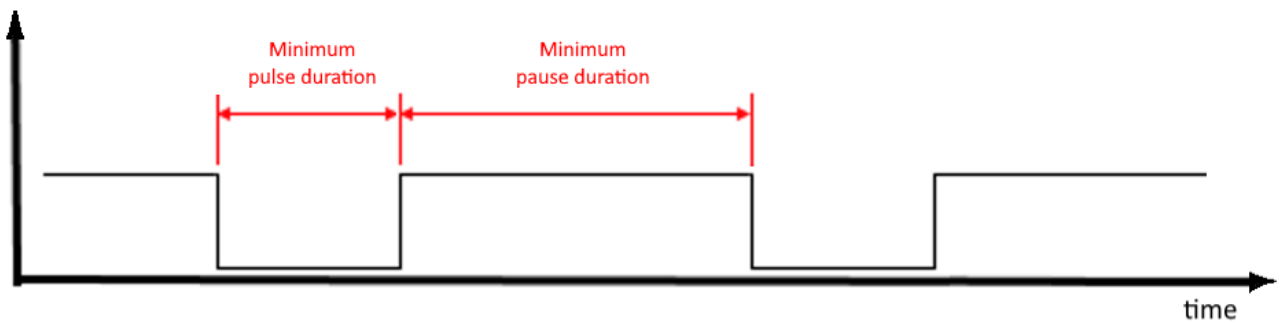 Minimum
pulse duration
Minimum
pause duration
time